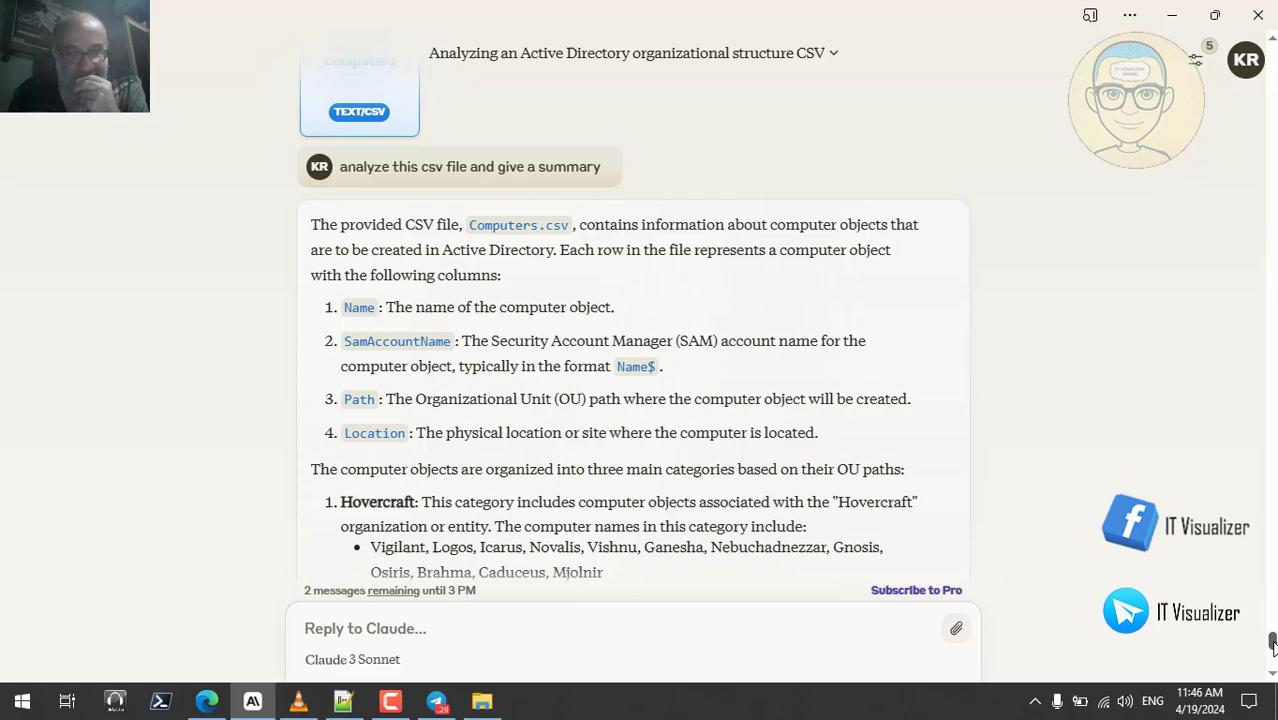 Analyzing an Active Directory organizational structure CSV
5
KR
Computers
TEXT/CSV
KR analyze this csv file and give a summary
The provided CSV file, Computers.csv, contains information about computer objects that
are to be created in Active Directory. Each row in the file represents a computer object
with the following columns:
1. Name: The name of the computer object.
2. SamAccountName: The Security Account Manager (SAM) account name for the
computer object, typically in the format Name$.
3. Path: The Organizational Unit (OU) path where the computer object will be created.
4. Location: The physical location or site where the computer is located.
The computer objects are organized into three main categories based on their OU paths:
1. Hovercraft: This category includes computer objects associated with the "Hovercraft"
organization or entity. The computer names in this category include:
• Vigilant, Logos, Icarus, Novalis, Vishnu, Ganesha, Nebuchadnezzar, Gnosis,
Osiris, Brahma, Caduceus, Mjolnir
2 messages remaining until 3 PM
Subscribe to Pro
Reply to Claude...
Claude 3 Sonnet
IT Visualizer
IT Visualizer
29
ENG
11:46 AM
4/19/2024